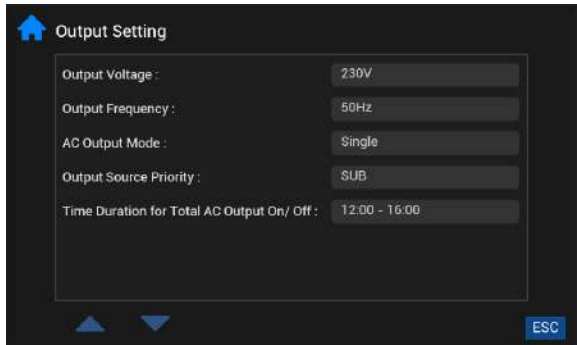 Output Setting
Output Voltage : 230V
Output Frequency : 50Hz
AC Output Mode : Single
Output Source Priority : SUB
Time Duration for Total AC Output On/ Off : 12:00 - 16:00
ESC